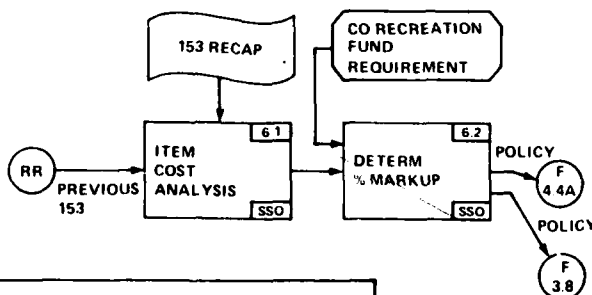 153 RECAP
CO RECREATION
FUND
REQUIREMENT
RR
PREVIOUS
153
6 1
ITEM
COST
ANALYSIS
SSO
6.2
DETERM
% MARKUP
SSO
POLICY
F
4.4A
POLICY
F
3.8